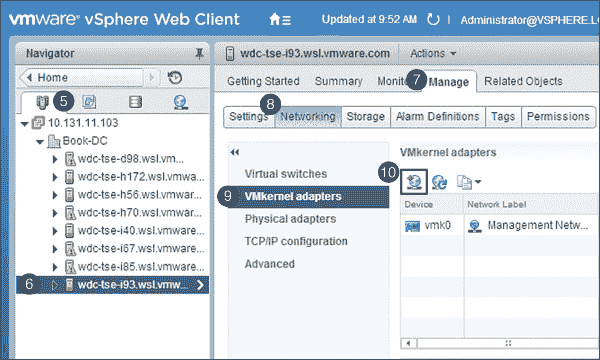 vmware® vSphere Web Client
Updated at 9:52 AM
Administrator@VSPHERE.L
Navigator
Home
wdc-tse-i93.wsl.vmware.com
Actions
Getting Started Summary Monito 7 Manage Related Objects
5
8
Settings Networking Storage Alarm Definitions Tags Permissions
10.131.11.103
Book-DC
wdc-tse-d98.wsl.vm...
wdc-tse-h172.wsl.vmwa...
wdc-tse-h56.wsl.vmwar...
wdc-tse-h70.wsl.vmwa...
wdc-tse-i40.wsl.vmware...
wdc-tse-i67.wsl.vmware...
wdc-tse-i85.wsl.vmware...
6 wdc-tse-i93.wsl.vmw...
Virtual switches
9 VMkernel adapters
Physical adapters
TCP/IP configuration
Advanced
VMkernel adapters
10
Device Network Label
vmk0 Management Netw...